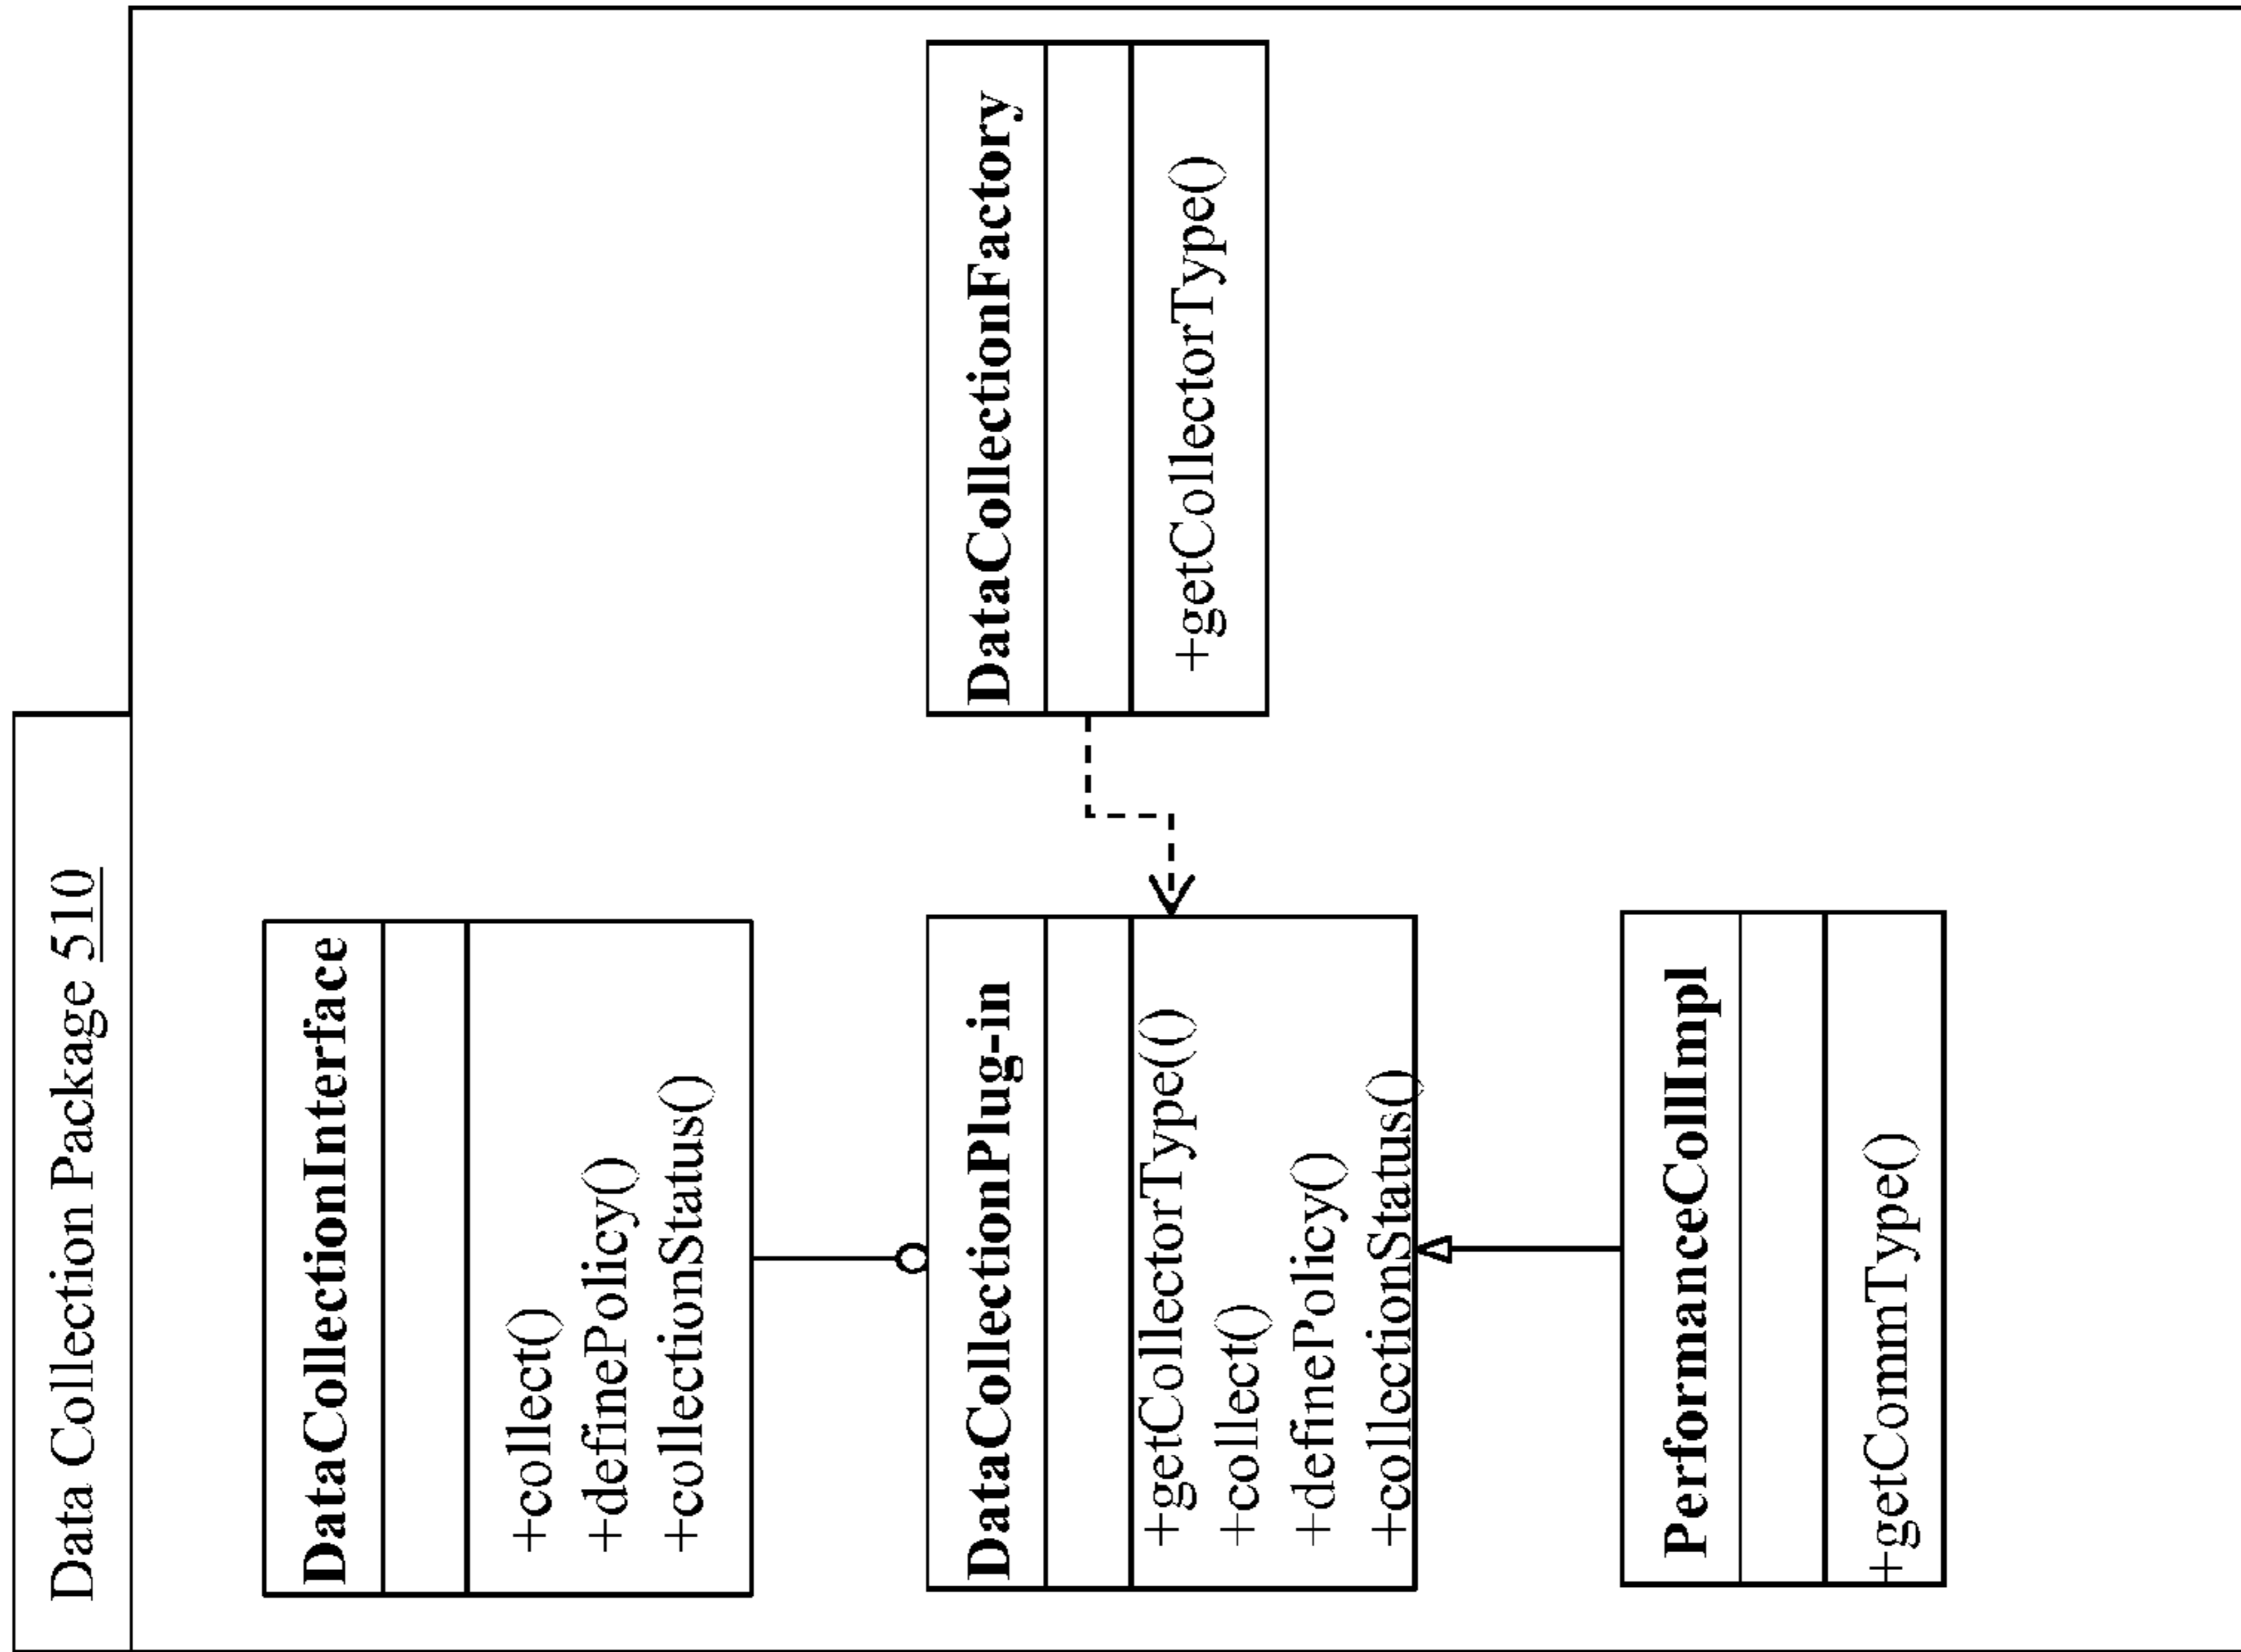 Data Collection Package 510
DataCollectionInterface
+collect()
+definePolicy()
+collectionStatus()
DataCollectionPlug-in
+getCollectorType(()
+collect()
+definePolicy()
+collectionStatus()
PerformanceCollImpl
+getCommType()
DataCollectionFactory
+getCollectorType()